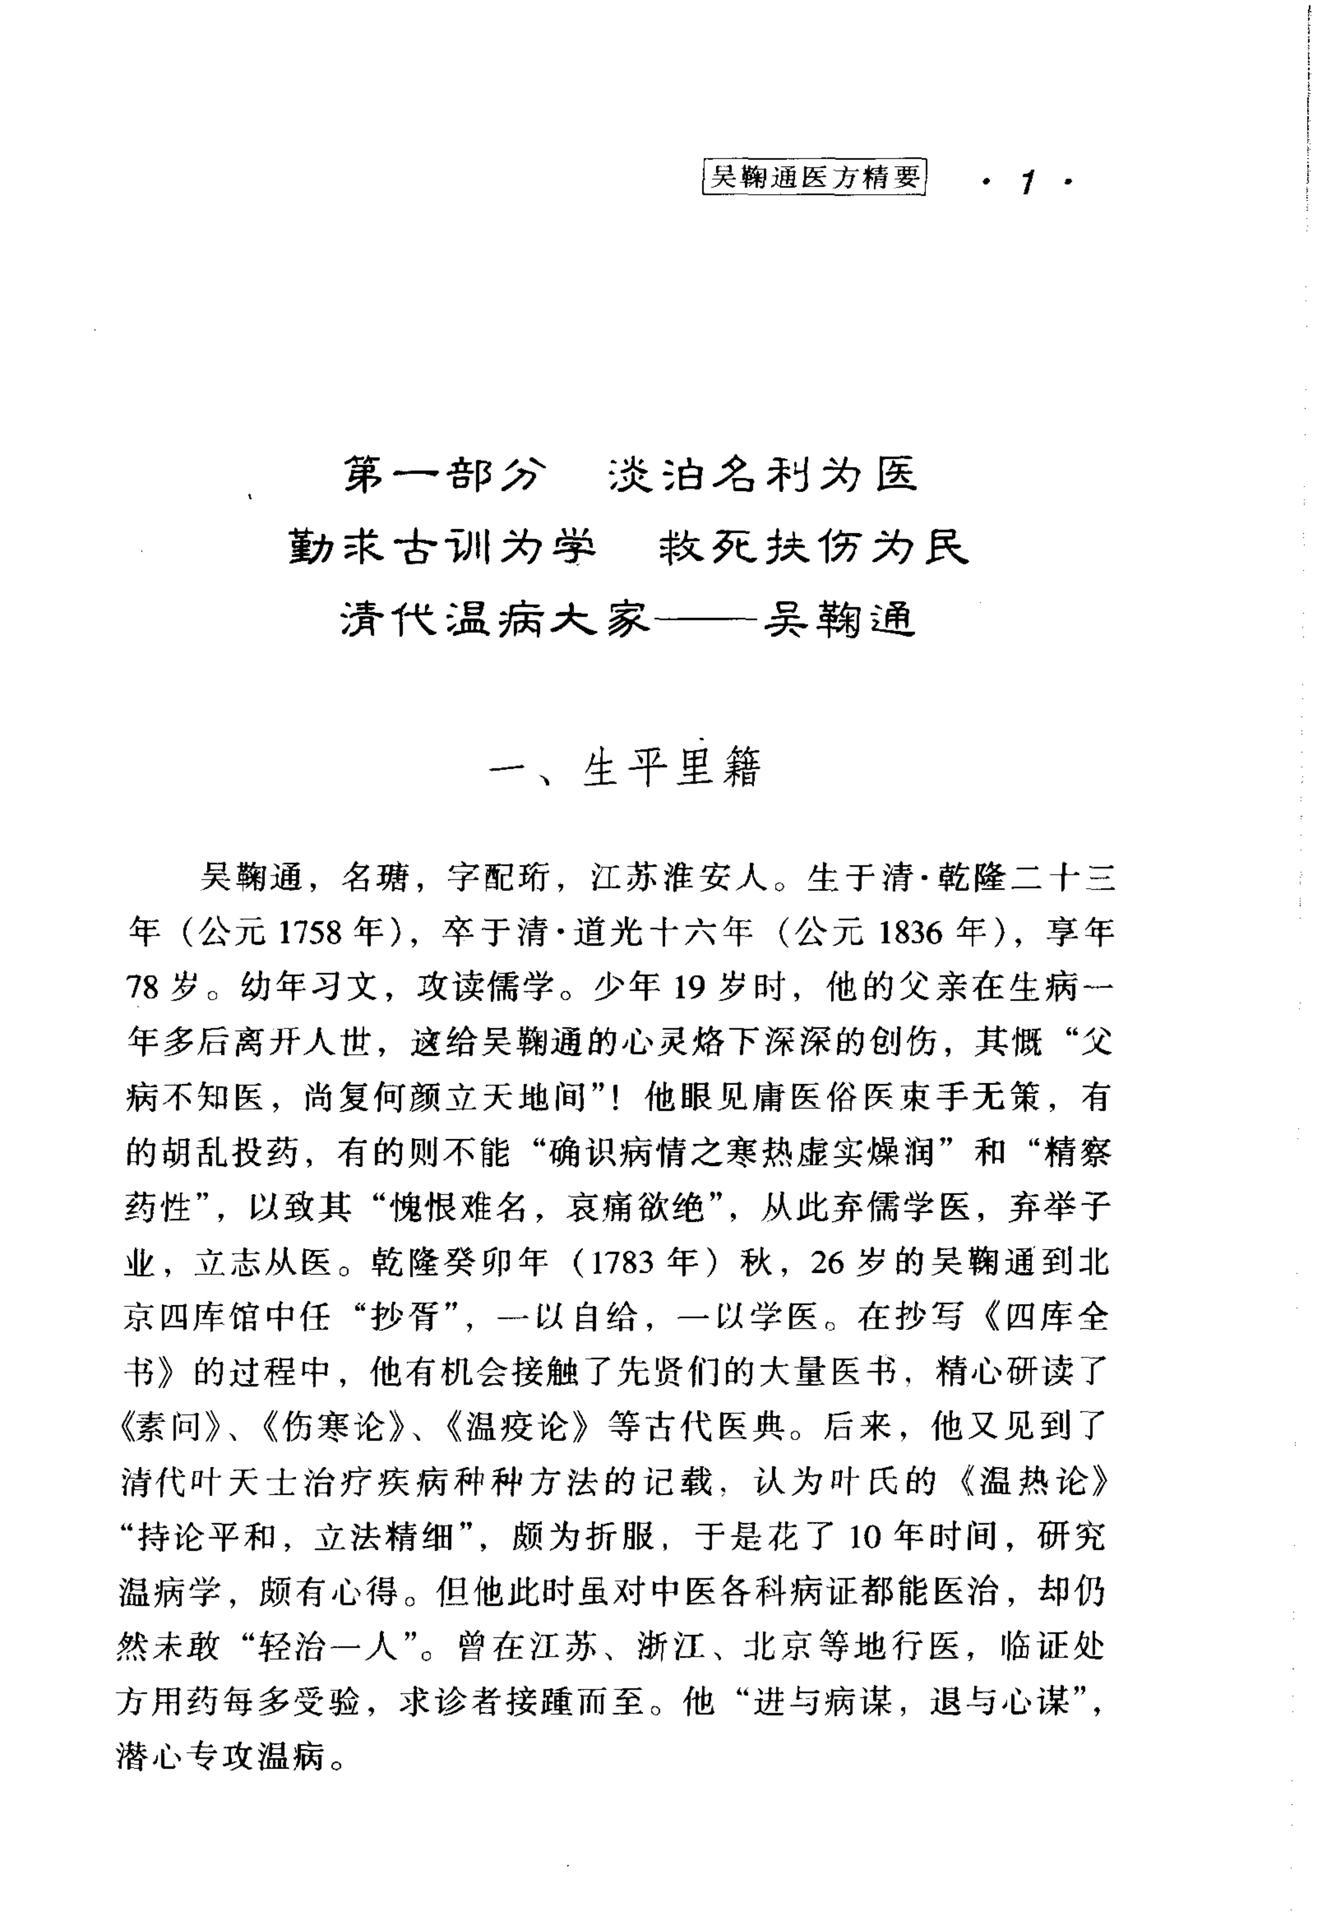 吴鞠通医方精要 · 1 ·
第一部分 淡泊名利为医
勤求古训为学 救死扶伤为民
清代温病大家——吴鞠通
一、生平里籍
吴鞠通，名瑭，字配珩，江苏淮安人。生于清·乾隆二十三
年（公元 1758 年），卒于清·道光十六年（公元 1836 年），享年
78 岁。幼年习文，攻读儒学。少年 19 岁时，他的父亲在生病一
年多后离开人世，这给吴鞠通的心灵烙下深深的创伤，其慨“父
病不知医，尚复何颜立天地间”！他眼见庸医俗医束手无策，有
的胡乱投药，有的则不能“确识病情之寒热虚实燥润”和“精察
药性”，以致其“愧恨难名，哀痛欲绝”，从此弃儒学医，弃举子
业，立志从医。乾隆癸卯年（1783 年）秋，26 岁的吴鞠通到北
京四库馆中任“抄胥”，一以自给，一以学医。在抄写《四库全
书》的过程中，他有机会接触了先贤们的大量医书，精心研读了
《素问》、《伤寒论》、《温疫论》等古代医典。后来，他又见到了
清代叶天士治疗疾病种种方法的记载，认为叶氏的《温热论》
“持论平和，立法精细”，颇为折服，于是花了 10 年时间，研究
温病学，颇有心得。但他此时虽对中医各科病证都能医治，却仍
然未敢“轻治一人”。曾在江苏、浙江、北京等地行医，临证处
方用药每多受验，求诊者接踵而至。他“进与病谋，退与心谋”，
潜心专攻温病。